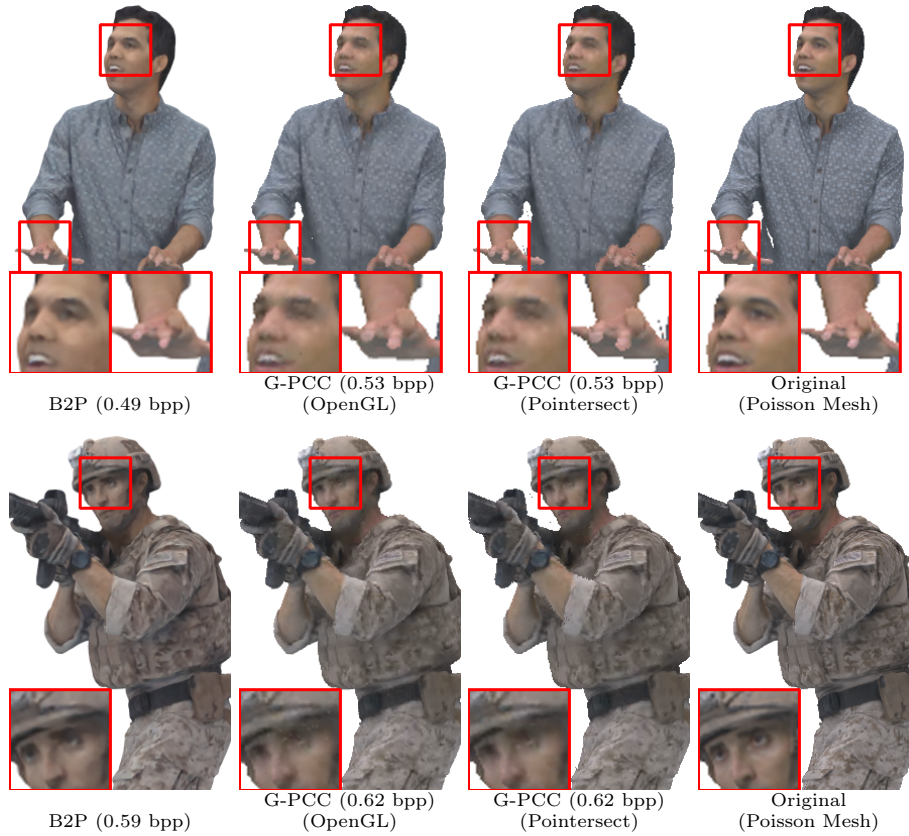 G-PCC (0.53 bpp) G-PCC (0.53 bpp) Original
B2P (0.49 bpp) (OpenGL) (Pointersect) (Poisson Mesh)
G-PCC (0.62 bpp) G-PCC (0.62 bpp) Original
B2P (0.59 bpp) (OpenGL) (Pointersect) (Poisson Mesh)